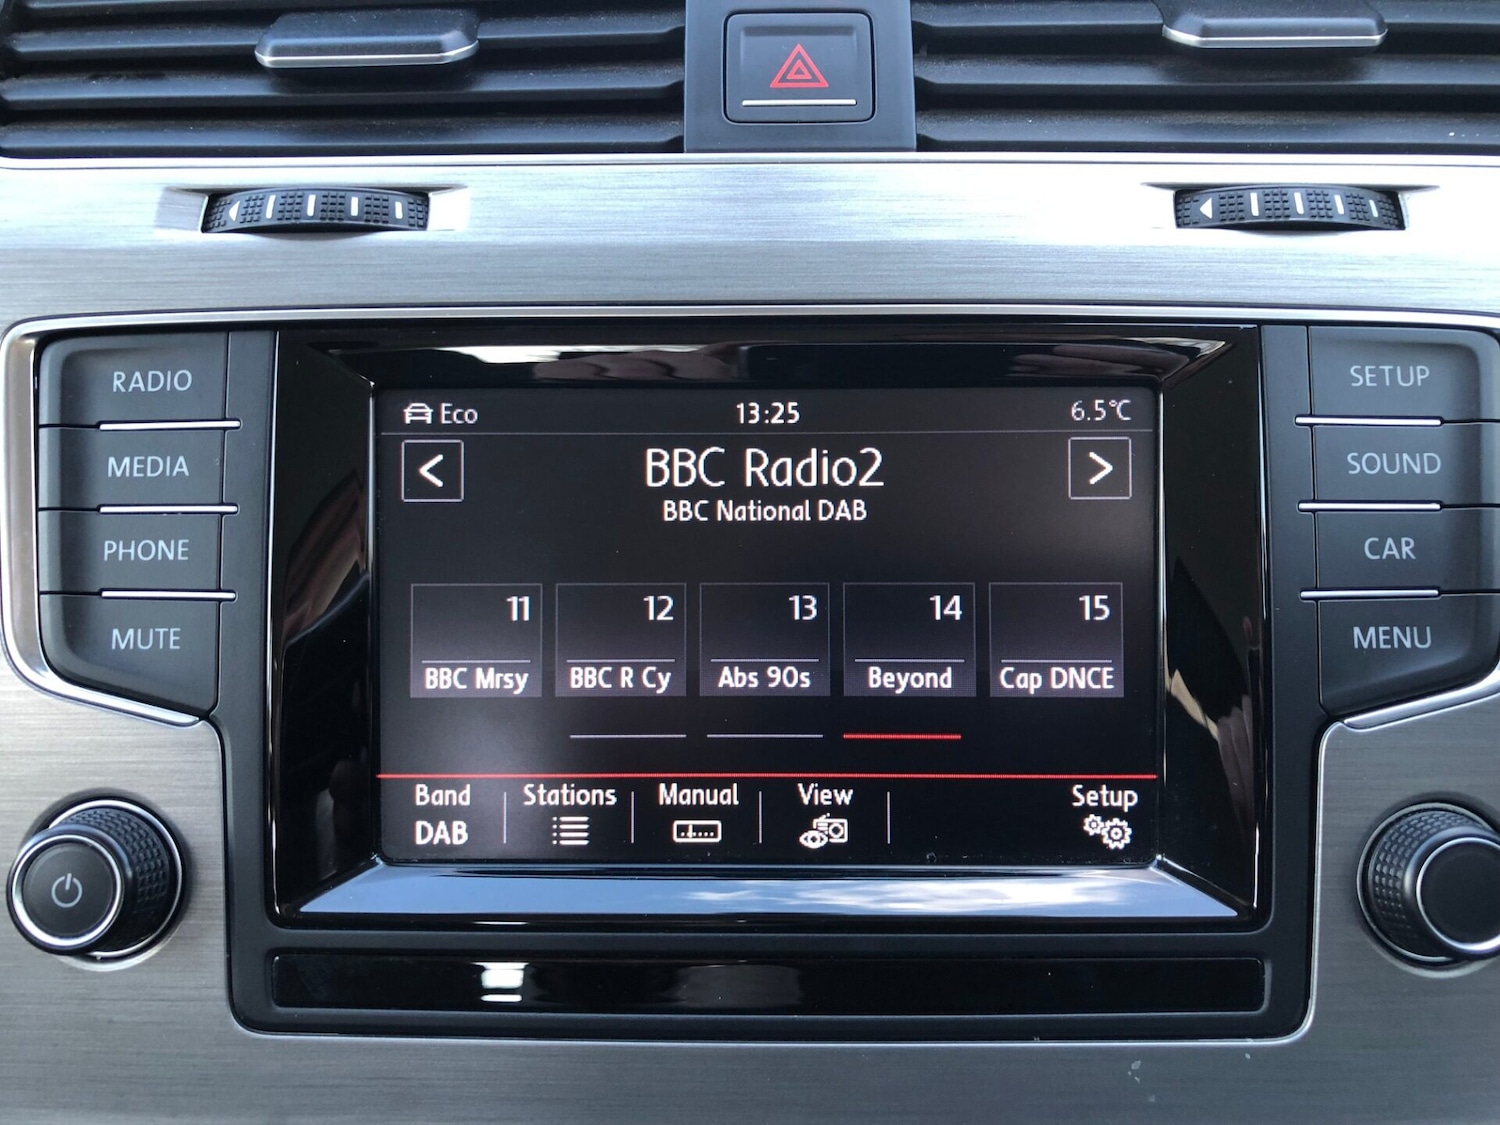 RADIO
MEDIA
PHONE
MUTE
Eco
13:25
6.5°C
<
BBC Radio2
>
BBC National DAB
11
12
13
14
15
BBC Mrsy
BBC R Cy
Abs 90s
Beyond
Cap DNCE
Band
Stations
Manual
View
Setup
DAB
SETUP
SOUND
CAR
MENU